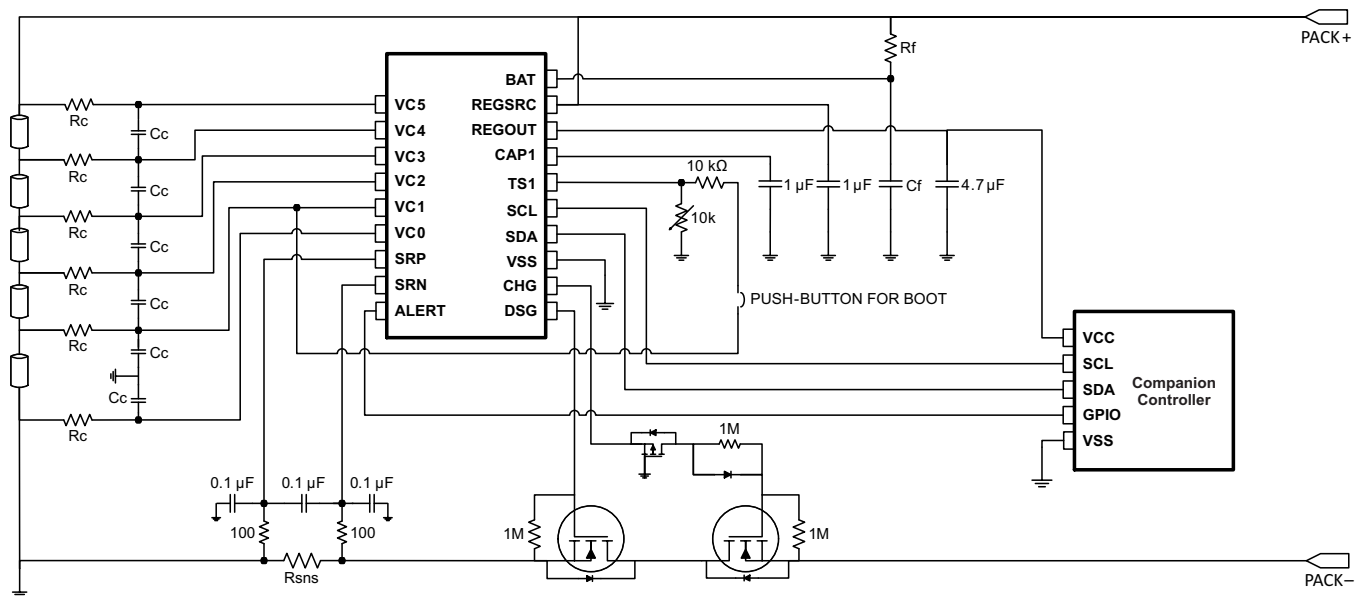 PACK+
Rf
BAT
VC5
REGSRC
Rc
Cc
VC4
REGOUT
Rc
VC3
CAP1
10 kΩ
Cc
VC2
TS1
1 µF
1 µF
Cf
4.7 µF
Rc
VC1
SCL
10k
Cc
VC0
SDA
Rc
SRP
VSS
Cc
SRN
CHG
PUSH-BUTTON FOR BOOT
ALERT
DSG
Rc
Cc
VCC
SCL
Cc
SDA
Companion
Controller
GPIO
Rc
1M
VSS
0.1 µF
0.1 µF
0.1 µF
100
100
1M
1M
Rsns
PACK–